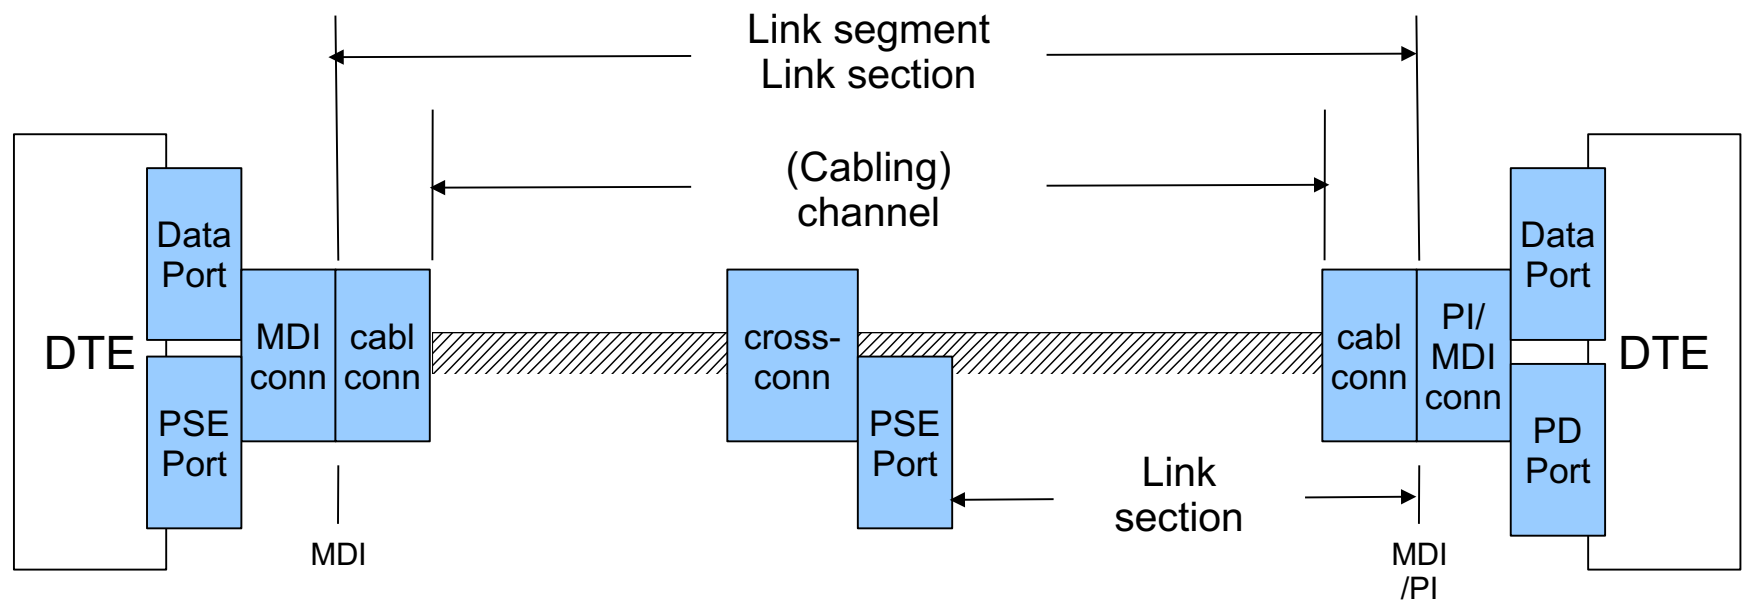 Link segment
Link section
(Cabling)
channel
DTE
Data
Port
PSE
Port
MDI
conn
cabl
conn
cross-
conn
PSE
Port
cabl
conn
PI/
MDI
conn
Data
Port
PD
Port
DTE
Link
section
MDI
MDI
/PI